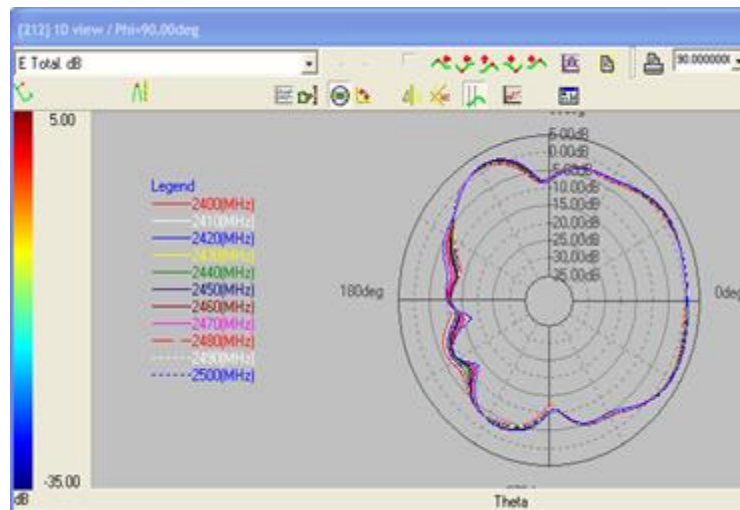 [212] 1D view / Phi=90.00deg
E Total. dB
90.000000(
5.00
Legend
2400(MHz)
2410(MHz)
2420(MHz)
2430(MHz)
2440(MHz)
2450(MHz)
2460(MHz)
2470(MHz)
2480(MHz)
2490(MHz)
2500(MHz)
5.00dB
0.00dB
-5.00dB
-10.00dB
-15.00dB
-20.00dB
-25.00dB
-30.00dB
-35.00dB
180deg
0deg
-35.00
dB
Theta